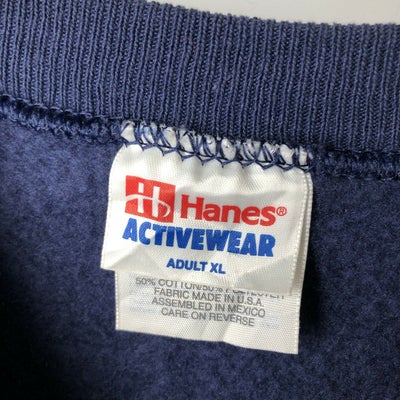 Hanes®
ACTIVEWEAR
ADULT XL
50% COTTON/50% POLYESTER
FABRIC MADE IN U.S.A.
ASSEMBLED IN MEXICO
CARE ON REVERSE